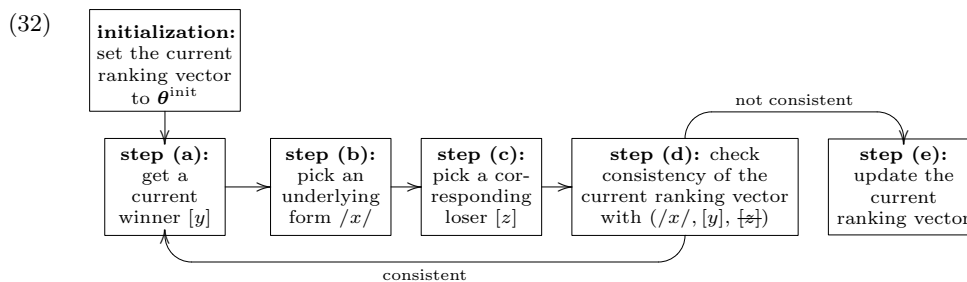 (32)
initialization:
set the current
ranking vector
to θ^init
not consistent
step (a):
get a
current
winner [y]
step (b):
pick an
underlying
form /x/
step (c):
pick a cor-
responding
loser [z]
step (d): check
consistency of the
current ranking vector
with (/x/, [y], [z])
step (e):
update the
current
ranking vector
consistent